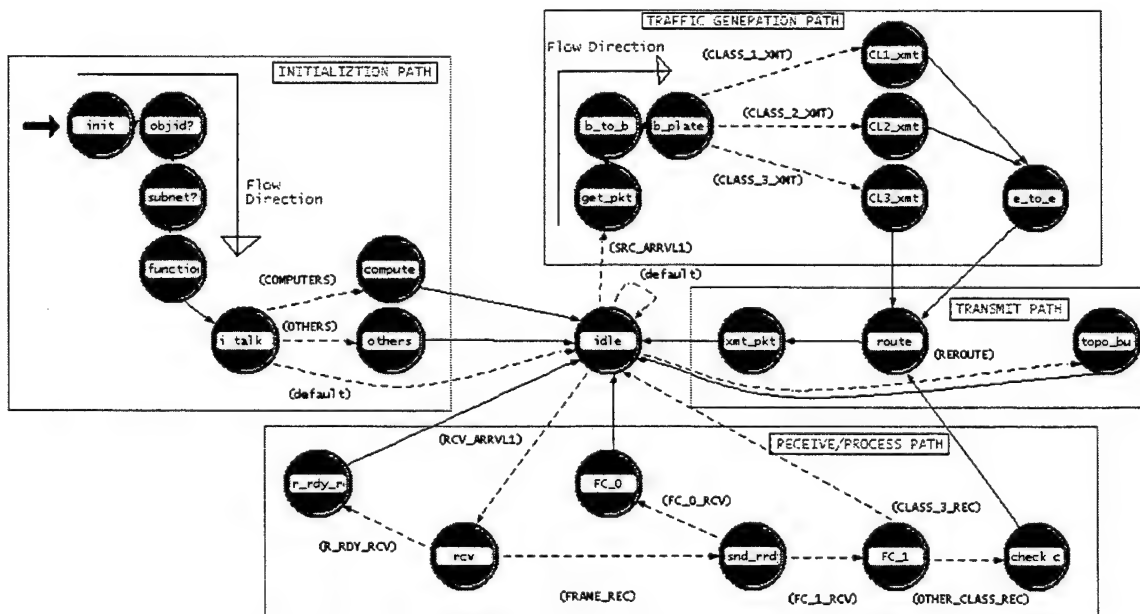 TRAFFIC GENEPATION PATH
Flow Direction
(CLASS_1_XMT)
CL1_xmt
INITIALIZTION PATH
init
objid?
b_to_b
b_plate
(CLASS_2_XMT)
CL2_xmt
(CLASS_3_XMT)
subnet?
Flow
Direction
get_pkt
CL3_xmt
e_to_e
(SRC_ARRVL1)
function
(COMPUTERS)
compute
(default)
TRANSMIT PATH
i talk
(OTHERS)
others
idle
xmt_pkt
route
(REROUTE)
topo_bu
(default)
(RCV_ARRVL1)
RECEIVE/PROCESS PATH
r_rdy_r
FC_0
(FC_0_RCV)
(CLASS_3_REC)
(R_RDY_RCV)
rcv
snd_rrd
FC_1
check c
(FRAME_REC)
(FC_1_RCV)
(OTHER_CLASS_REC)